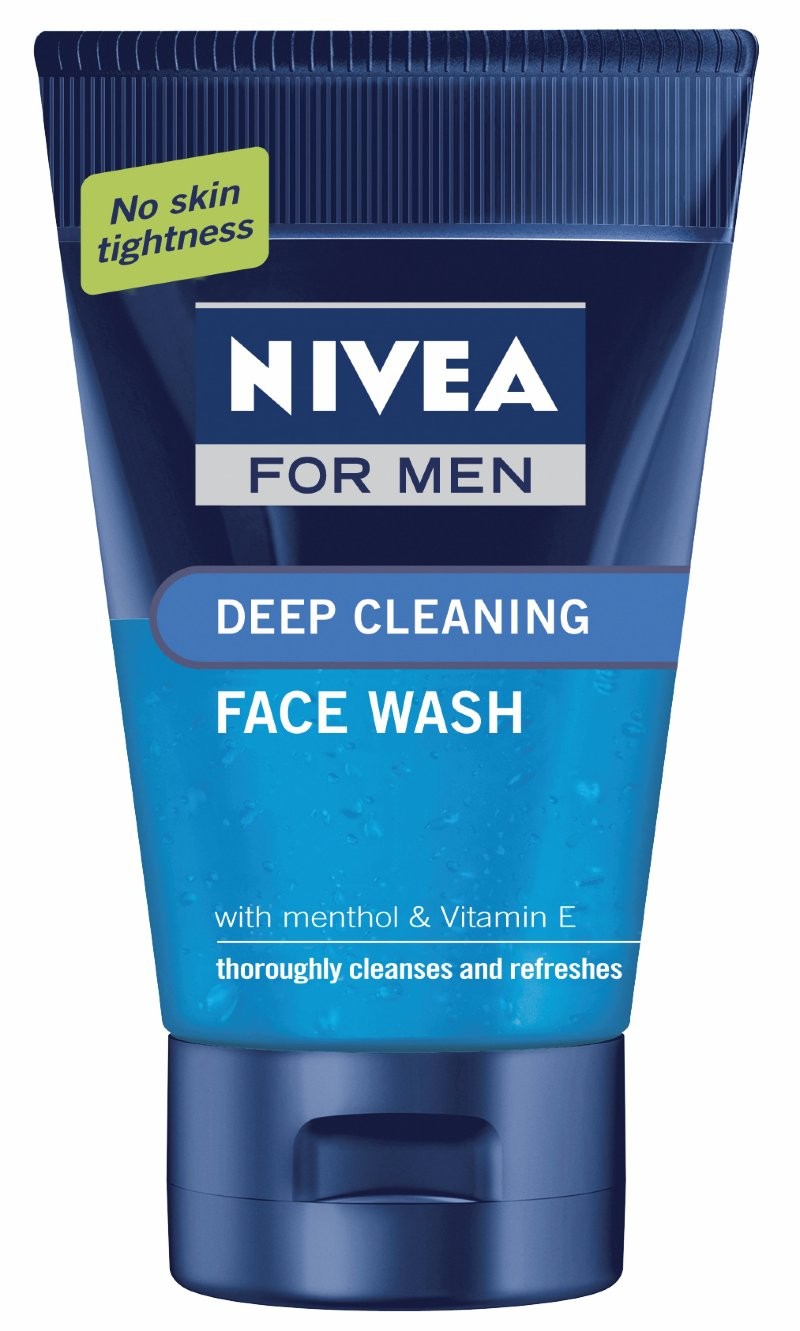 No skin
tightness
NIVEA
FOR MEN
DEEP CLEANING
FACE WASH
with menthol & Vitamin E
thoroughly cleanses and refreshes